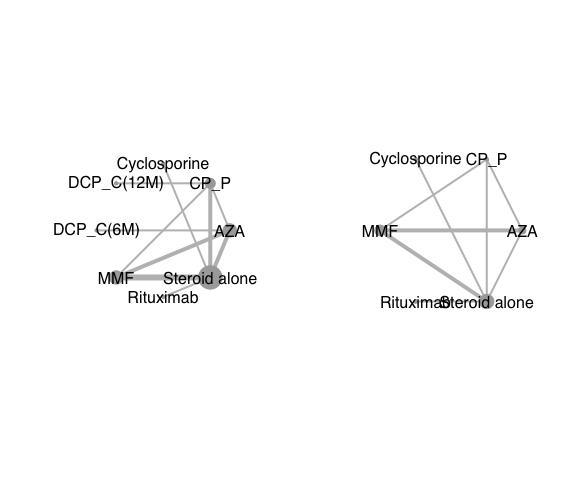 Cyclosporine
DCP_C(12M)
CP_P
DCP_C(6M)
AZA
MMF
Steroid alone
Rituximab
Cyclosporine
CP_P
MMF
AZA
Rituximab
Steroid alone